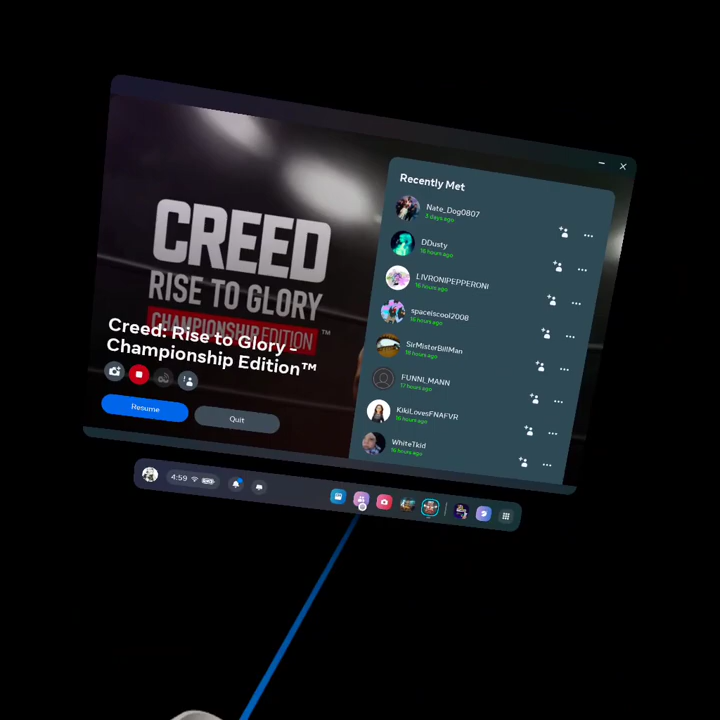 CREED
RISE TO GLORY
CHAMPIONSHIP EDITION™
Creed: Rise to Glory -
Championship Edition™
Resume
Quit
Recently Met
Nate_Dog0807
3 days ago
DDusty
16 hours ago
LIVRONIPEPPERONI
16 hours ago
spaceiscool2008
16 hours ago
SirMisterBillMan
16 hours ago
FUNNI_MANN
17 hours ago
KikiLovesFNAFVR
16 hours ago
WhiteTkid
16 hours ago
4:59